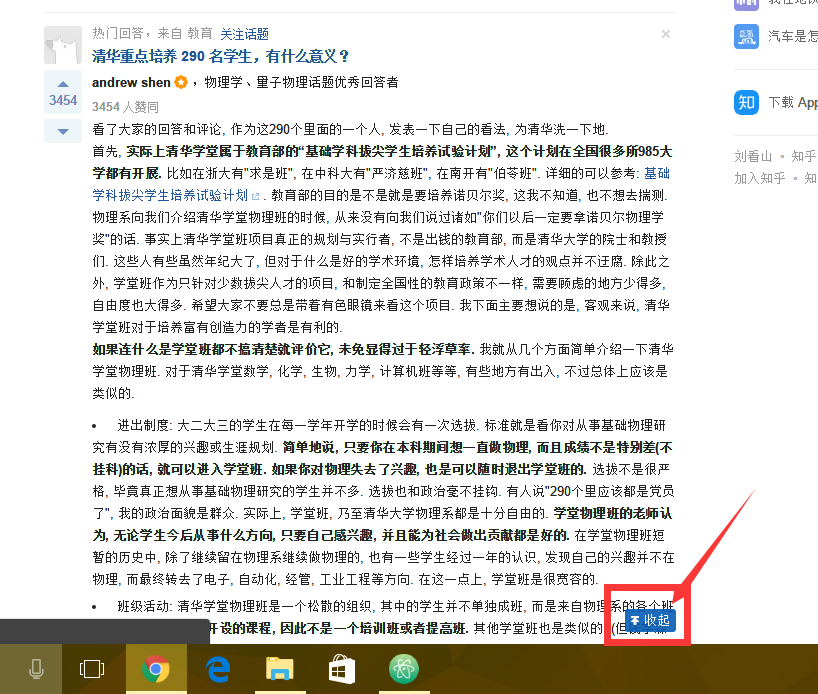 热门回答，来自 教育 关注话题
清华重点培养 290 名学生，有什么意义？
andrew shen ，物理学、量子物理话题优秀回答者
3454
3454 人赞同
看了大家的回答和评论, 作为这290个里面的一个人, 发表一下自己的看法, 为清华洗一下地.
首先, 实际上清华学堂属于教育部的“基础学科拔尖学生培养试验计划”, 这个计划在全国很多所985大
学都有开展. 比如在浙大有"求是班", 在中科大有"严济慈班", 在南开有"伯苓班". 详细的可以参考: 基础
学科拔尖学生培养试验计划 . 教育部的目的是不是就是要培养诺贝尔奖, 这我不知道, 也不想去揣测.
物理系向我们介绍清华学堂物理班的时候, 从来没有向我们说过诸如"你们以后一定要拿诺贝尔物理学
奖"的话. 事实上清华学堂班项目真正的规划与实行者, 不是出钱的教育部, 而是清华大学的院士和教授
们. 这些人有些虽然年纪大了, 但对于什么是好的学术环境, 怎样培养学术人才的观点并不迂腐. 除此之
外, 学堂班作为只针对少数拔尖人才的项目, 和制定全国性的教育政策不一样, 需要顾虑的地方少得多,
自由度也大得多. 希望大家不要总是带着有色眼镜来看这个项目. 我下面主要想说的是, 客观来说, 清华
学堂班对于培养富有创造力的学者是有利的.
如果连什么是学堂班都不搞清楚就评价它, 未免显得过于轻浮草率. 我就从几个方面简单介绍一下清华
学堂物理班. 对于清华学堂数学, 化学, 生物, 力学, 计算机班等等, 有些地方有出入, 不过总体上应该是
类似的.
• 进出制度: 大二大三的学生在每一学年开学的时候会有一次选拔. 标准就是看你对从事基础物理研
究有没有浓厚的兴趣或生涯规划. 简单地说, 只要你在本科期间想一直做物理, 而且成绩不是特别差(不
挂科)的话, 就可以进入学堂班. 如果你对物理失去了兴趣, 也是可以随时退出学堂班的. 选拔不是很严
格, 毕竟真正想从事基础物理研究的学生并不多. 选拔也和政治毫不挂钩. 有人说"290个里应该都是党员
了", 我的政治面貌是群众. 实际上, 学堂班, 乃至清华大学物理系都是十分自由的. 学堂物理班的老师认
为, 无论学生今后从事什么方向, 只要自己感兴趣, 并且能为社会做出贡献都是好的. 在学堂物理班短
暂的历史中, 除了继续留在物理系继续做物理的, 也有一些学生经过一年的认识, 发现自己的兴趣并不在
物理, 而最终转去了电子, 自动化, 经管, 工业工程等方向. 在这一点上, 学堂班是很宽容的.
• 班级活动: 清华学堂物理班是一个松散的组织, 其中的学生并不单独成班, 而是来自物理系的各个班
开设的课程, 因此不是一个培训班或者提高班. 其他学堂班也是类似的
收起
汽车是怎
知 下载 App
刘看山 • 知乎
加入知乎 • 知